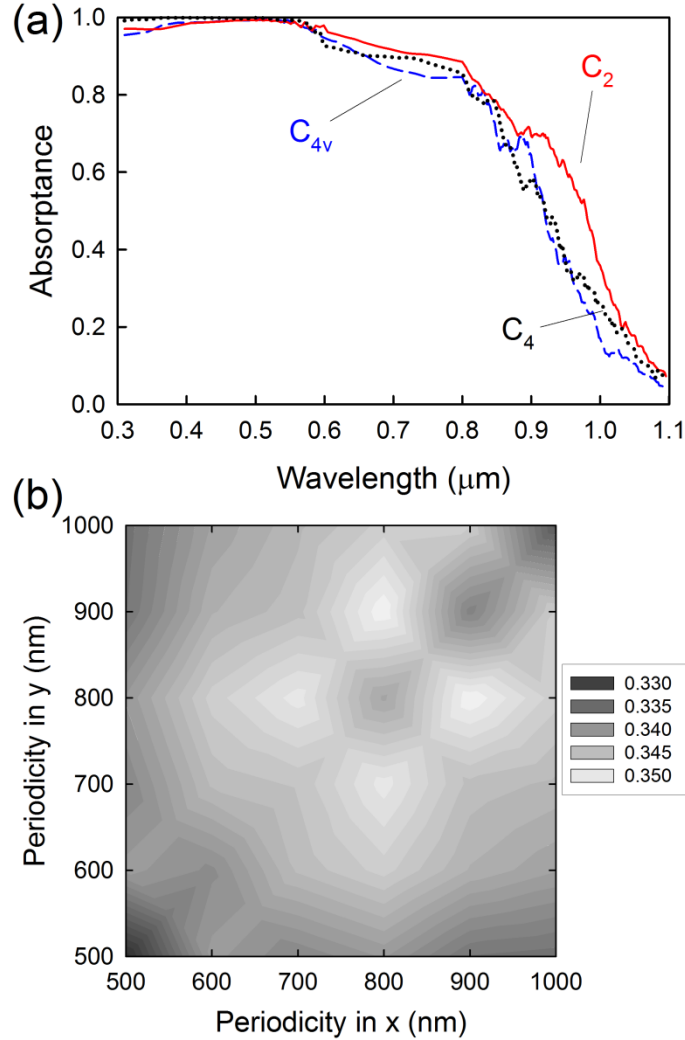 (a)
1.0
0.8
0.6
0.4
0.2
0.0
Absorptance
C2
C4v
C4
0.3 0.4 0.5 0.6 0.7 0.8 0.9 1.0 1.1
Wavelength (μm)
(b)
1000
900
800
700
600
500
Periodicity in y (nm)
0.330
0.335
0.340
0.345
0.350
500 600 700 800 900 1000
Periodicity in x (nm)